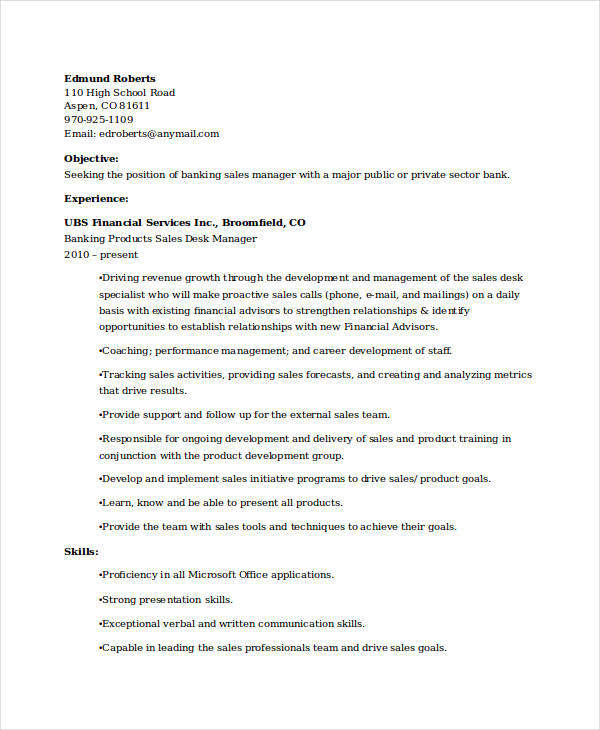 Edmund Roberts
110 High School Road
Aspen, CO 81611
970-925-1109
Email: edroberts@anymail.com
Objective:
Seeking the position of banking sales manager with a major public or private sector bank.
Experience:
UBS Financial Services Inc., Broomfield, CO
Banking Products Sales Desk Manager
2010 – present
•Driving revenue growth through the development and management of the sales desk
specialist who will make proactive sales calls (phone, e-mail, and mailings) on a daily
basis with existing financial advisors to strengthen relationships & identify
opportunities to establish relationships with new Financial Advisors.
•Coaching; performance management; and career development of staff.
•Tracking sales activities, providing sales forecasts, and creating and analyzing metrics
that drive results.
•Provide support and follow up for the external sales team.
•Responsible for ongoing development and delivery of sales and product training in
conjunction with the product development group.
•Develop and implement sales initiative programs to drive sales/ product goals.
•Learn, know and be able to present all products.
•Provide the team with sales tools and techniques to achieve their goals.
Skills:
•Proficiency in all Microsoft Office applications.
•Strong presentation skills.
•Exceptional verbal and written communication skills.
•Capable in leading the sales professionals team and drive sales goals.